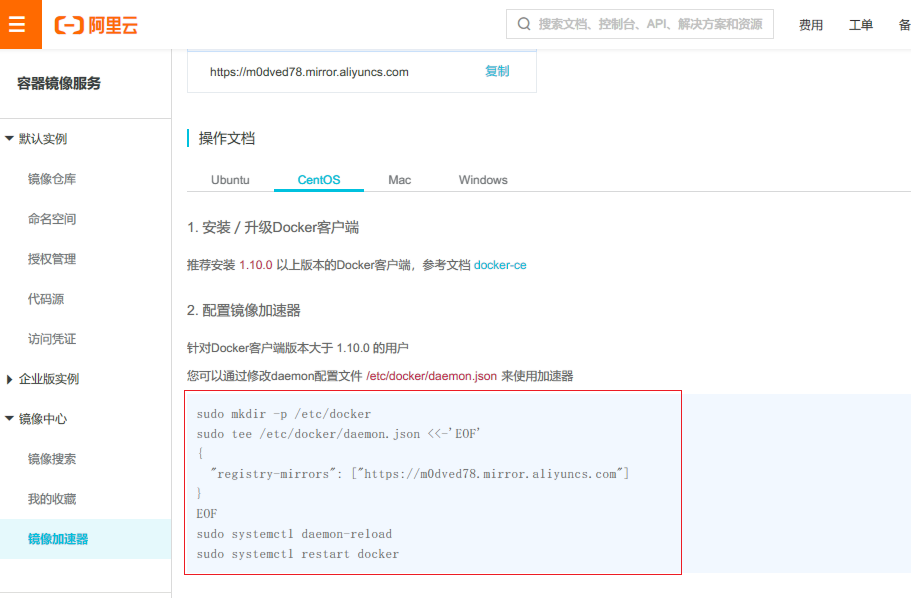 阿里云
搜索文档、控制台、API、解决方案和资源
费用
工单
备
容器镜像服务
默认实例
镜像仓库
命名空间
授权管理
代码源
访问凭证
企业版实例
镜像中心
镜像搜索
我的收藏
镜像加速器
https://m0dved78.mirror.aliyuncs.com
复制
操作文档
Ubuntu
CentOS
Mac
Windows
1. 安装 / 升级Docker客户端
推荐安装 1.10.0 以上版本的Docker客户端，参考文档 docker-ce
2. 配置镜像加速器
针对Docker客户端版本大于 1.10.0 的用户
您可以通过修改daemon配置文件 /etc/docker/daemon.json 来使用加速器
sudo mkdir -p /etc/docker
sudo tee /etc/docker/daemon.json <<-'EOF'
{
"registry-mirrors": ["https://m0dved78.mirror.aliyuncs.com"]
}
EOF
sudo systemctl daemon-reload
sudo systemctl restart docker